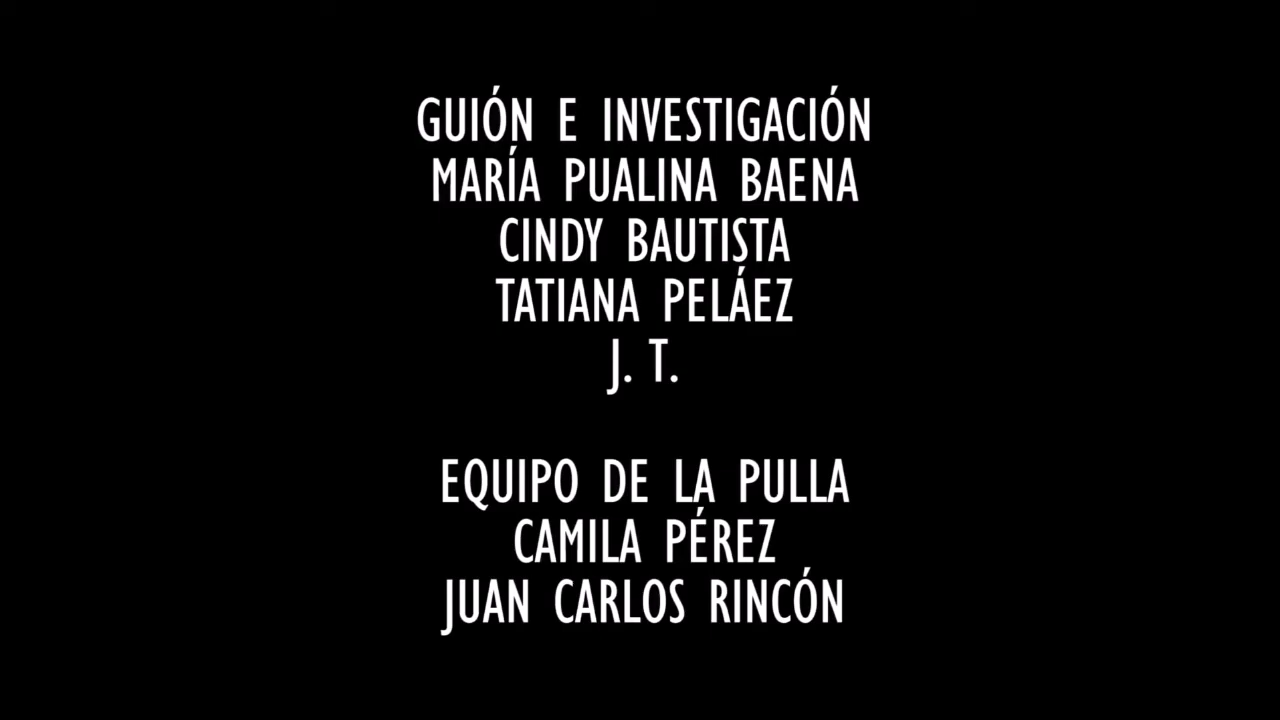 GUIÓN E INVESTIGACIÓN
MARÍA PUALINA BAENA
CINDY BAUTISTA
TATIANA PELÁEZ
J. T.
EQUIPO DE LA PULLA
CAMILA PÉREZ
JUAN CARLOS RINCÓN